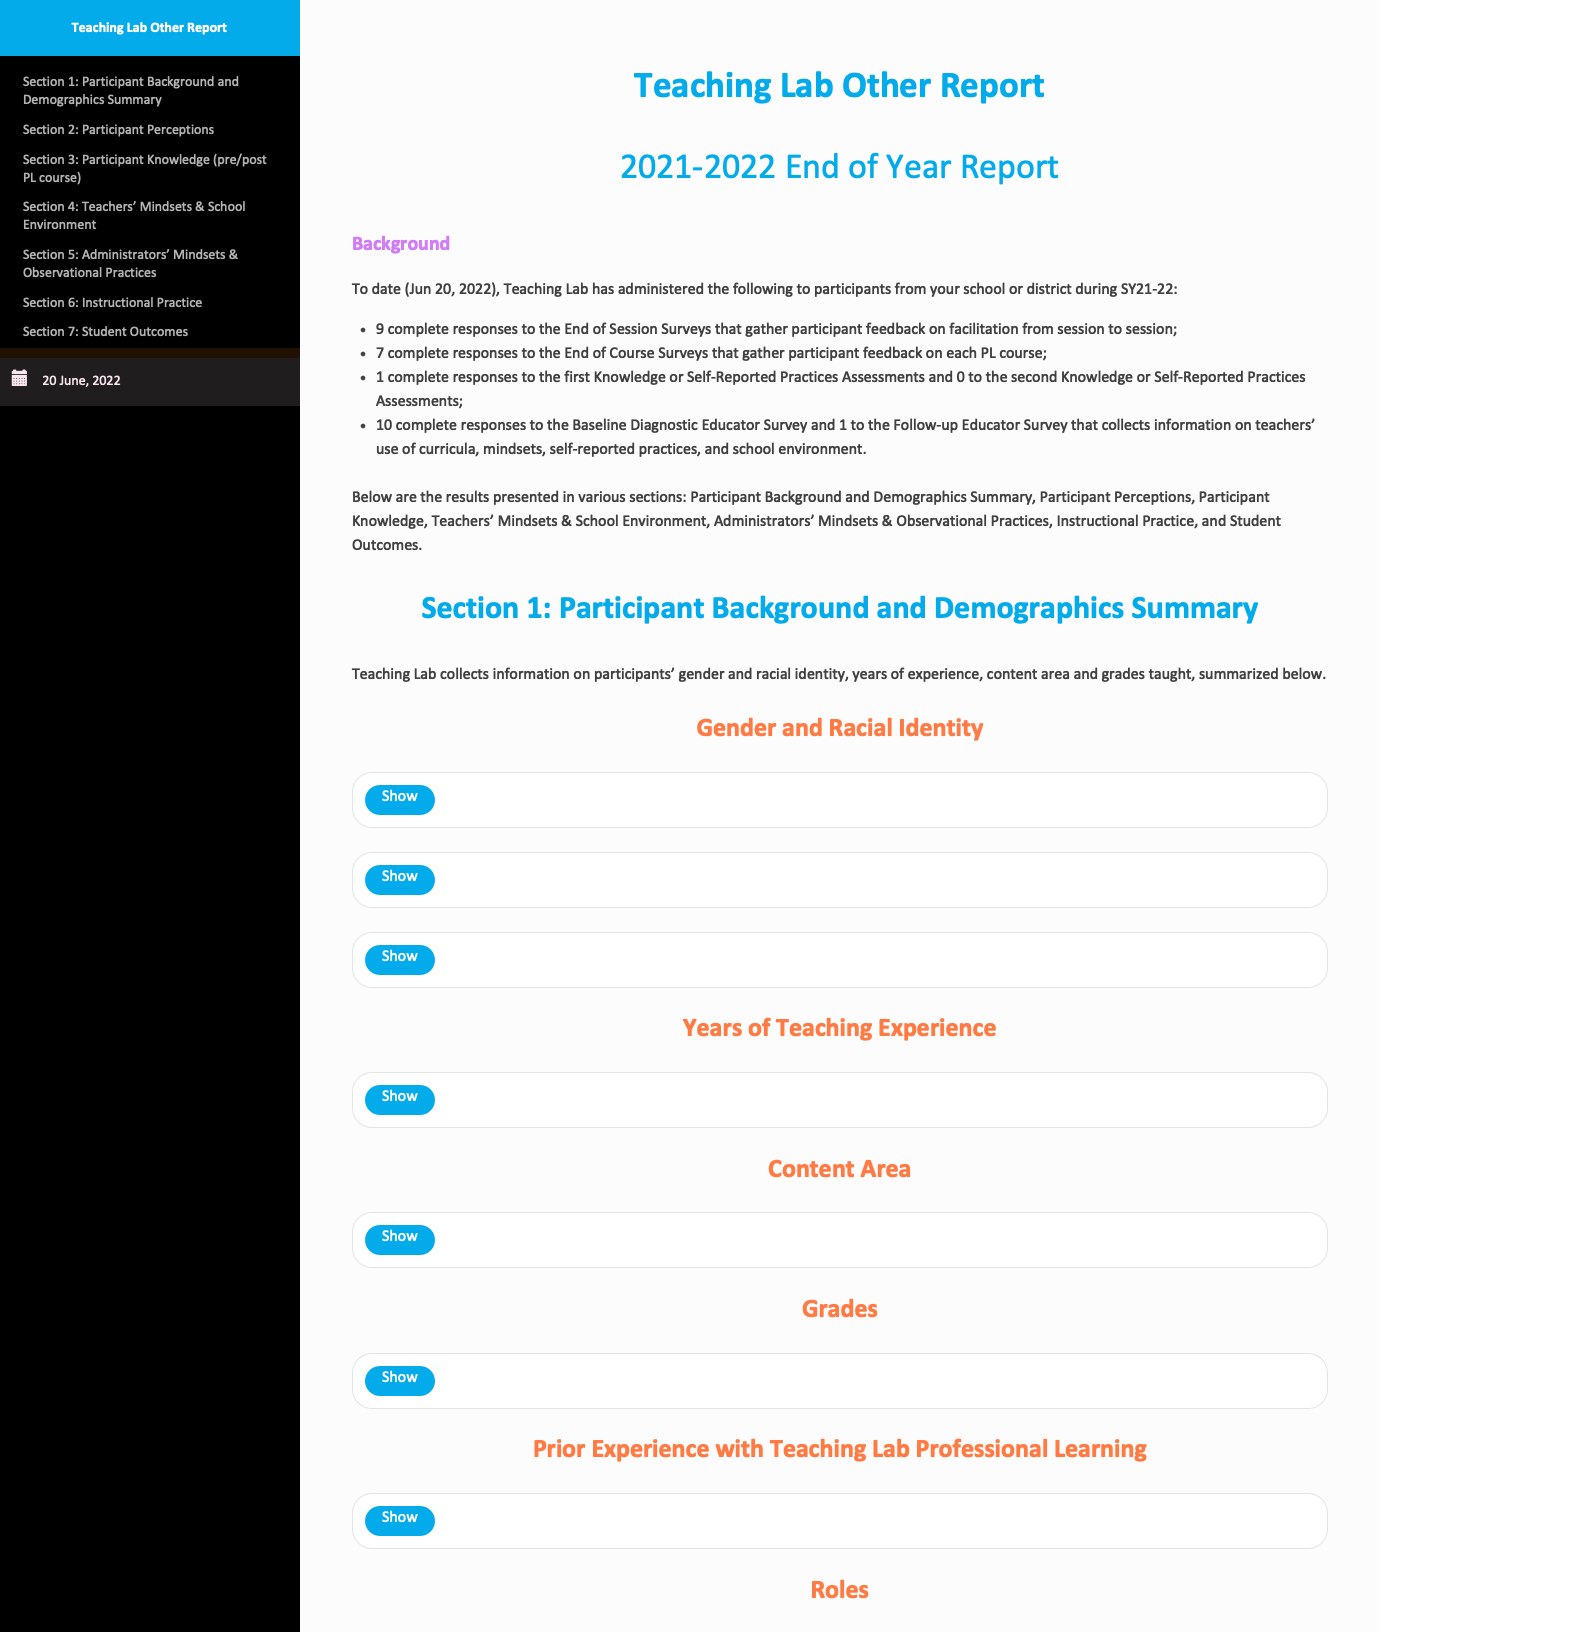 Teaching Lab Other Report
Section 1: Participant Background and
Demographics Summary
Section 2: Participant Perceptions
Section 3: Participant Knowledge (pre/post
PL course)
Section 4: Teachers’ Mindsets & School
Environment
Section 5: Administrators’ Mindsets &
Observational Practices
Section 6: Instructional Practice
Section 7: Student Outcomes
20 June, 2022
Teaching Lab Other Report
2021-2022 End of Year Report
Background
To date (Jun 20, 2022), Teaching Lab has administered the following to participants from your school or district during SY21-22:
• 9 complete responses to the End of Session Surveys that gather participant feedback on facilitation from session to session;
• 7 complete responses to the End of Course Surveys that gather participant feedback on each PL course;
• 1 complete responses to the first Knowledge or Self-Reported Practices Assessments and 0 to the second Knowledge or Self-Reported Practices
Assessments;
• 10 complete responses to the Baseline Diagnostic Educator Survey and 1 to the Follow-up Educator Survey that collects information on teachers’
use of curricula, mindsets, self-reported practices, and school environment.
Below are the results presented in various sections: Participant Background and Demographics Summary, Participant Perceptions, Participant
Knowledge, Teachers’ Mindsets & School Environment, Administrators’ Mindsets & Observational Practices, Instructional Practice, and Student
Outcomes.
Section 1: Participant Background and Demographics Summary
Teaching Lab collects information on participants’ gender and racial identity, years of experience, content area and grades taught, summarized below.
Gender and Racial Identity
Show
Show
Show
Years of Teaching Experience
Show
Content Area
Show
Grades
Show
Prior Experience with Teaching Lab Professional Learning
Show
Roles